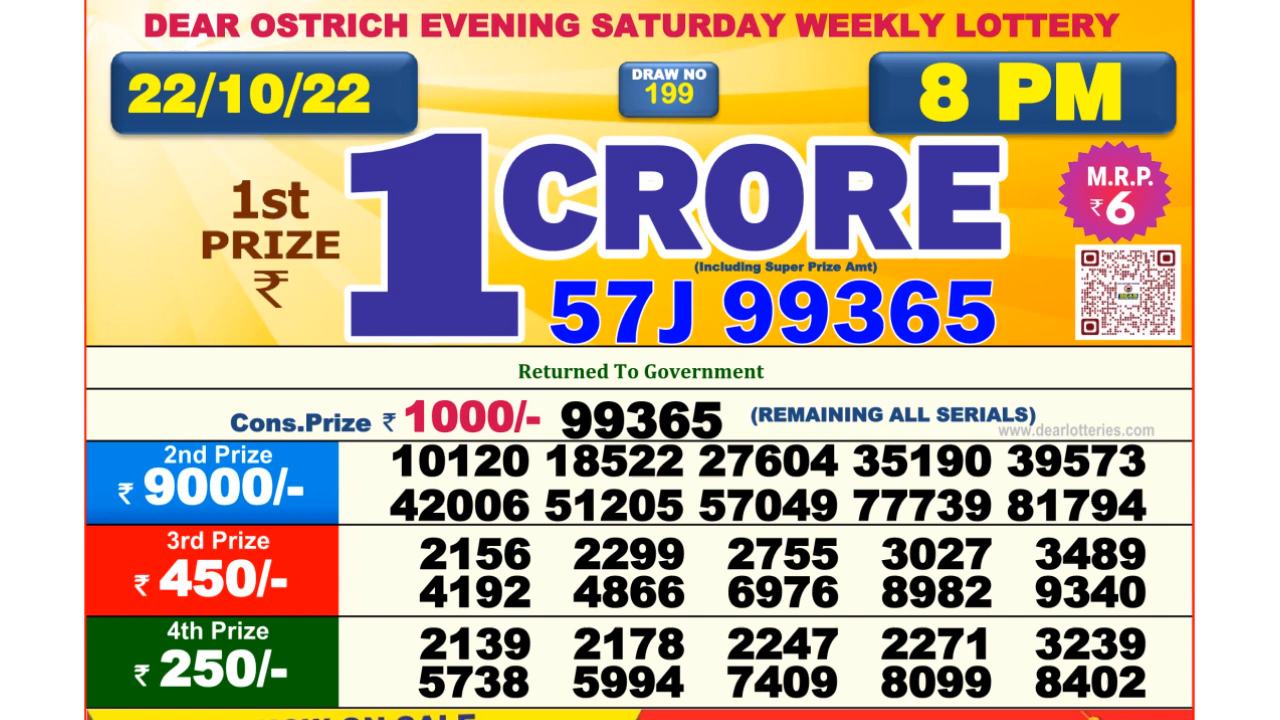 DEAR OSTRICH EVENING SATURDAY WEEKLY LOTTERY
22/10/22
DRAW NO
199
8 PM
1st
PRIZE
₹
1 CRORE
(Including Super Prize Amt)
M.R.P.
₹6
57J 99365
Returned To Government
Cons.Prize ₹ 1000/- 99365 (REMAINING ALL SERIALS)
www.dearlotteries.com
2nd Prize
₹ 9000/-
10120 18522 27604 35190 39573
42006 51205 57049 77739 81794
3rd Prize
₹ 450/-
2156 2299 2755 3027 3489
4192 4866 6976 8982 9340
4th Prize
₹ 250/-
2139 2178 2247 2271 3239
5738 5994 7409 8099 8402